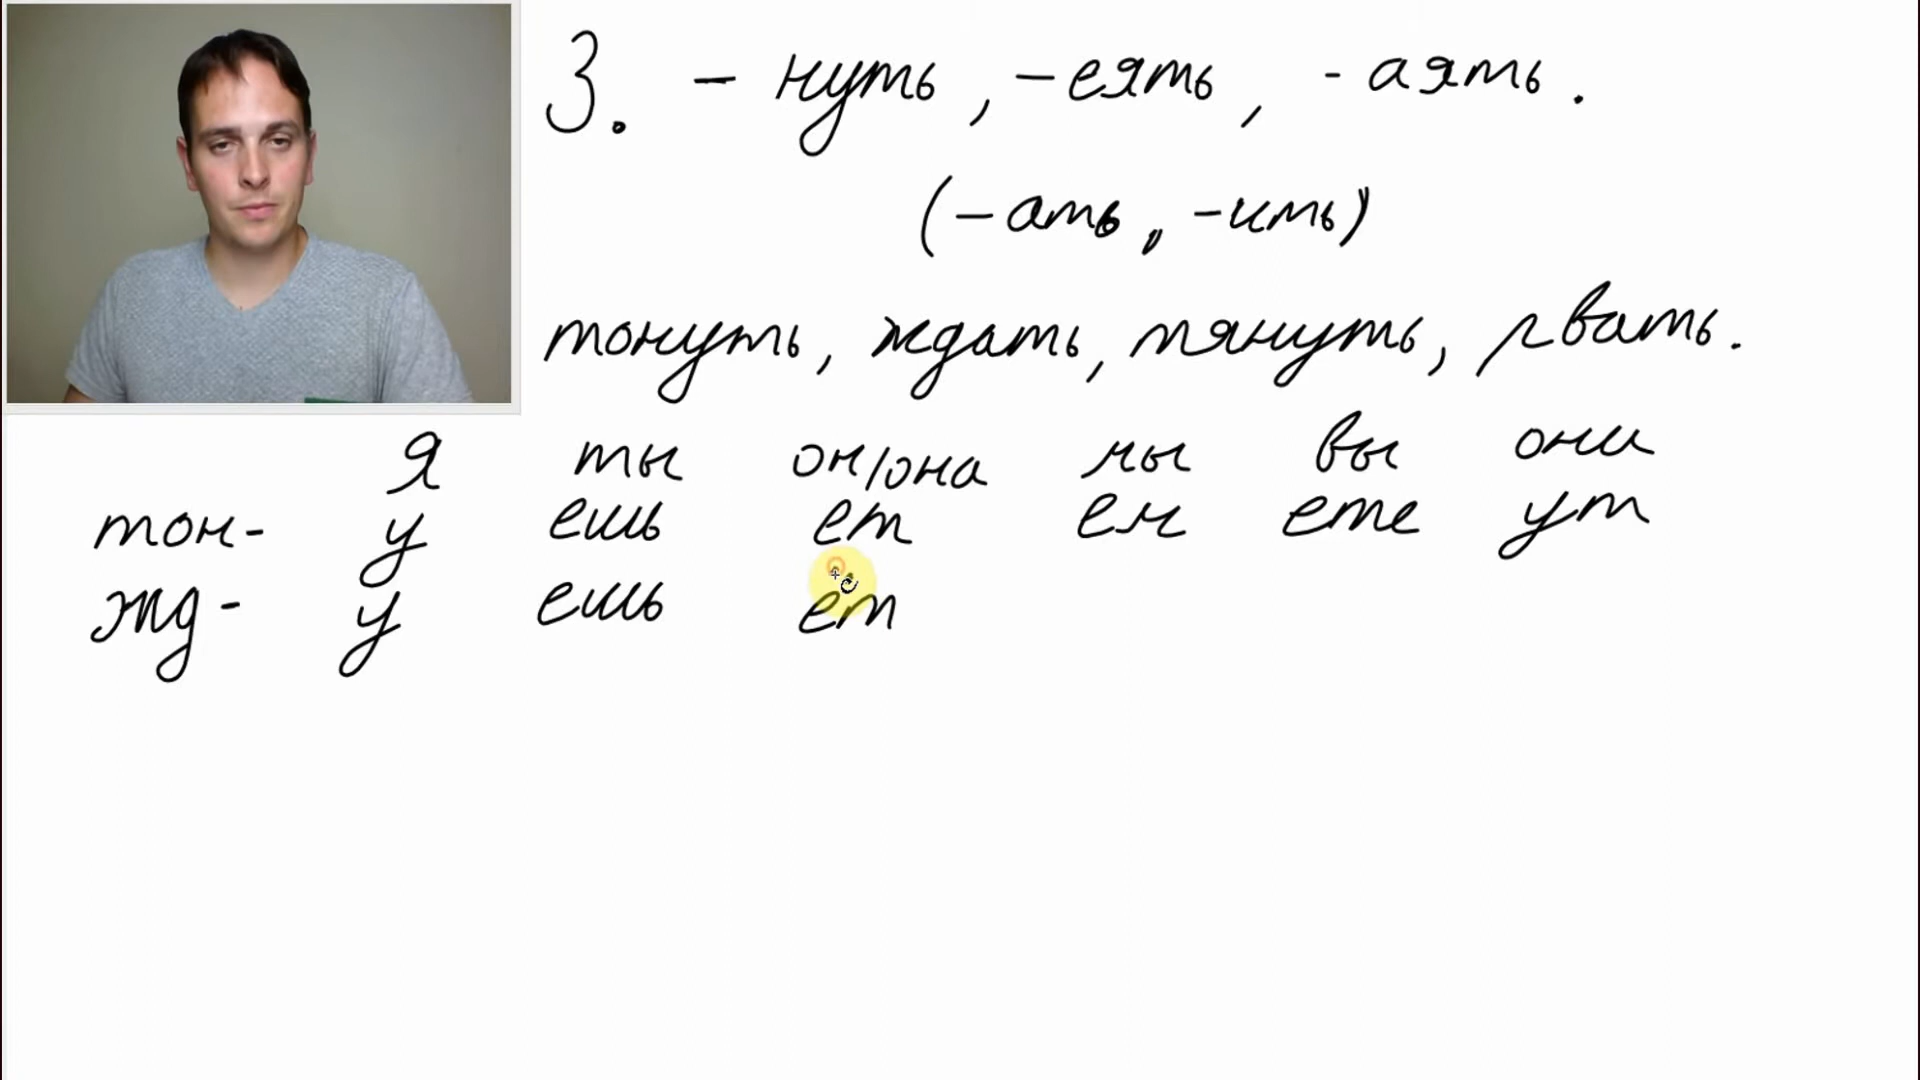 3. - нуть, -еять, - аять.
(-ать, -ить)
тонуть, ждать, тянуть, рвать.
я ты он/она мы вы они
тон- у ешь ет ем ете ут
жд- у ешь ет